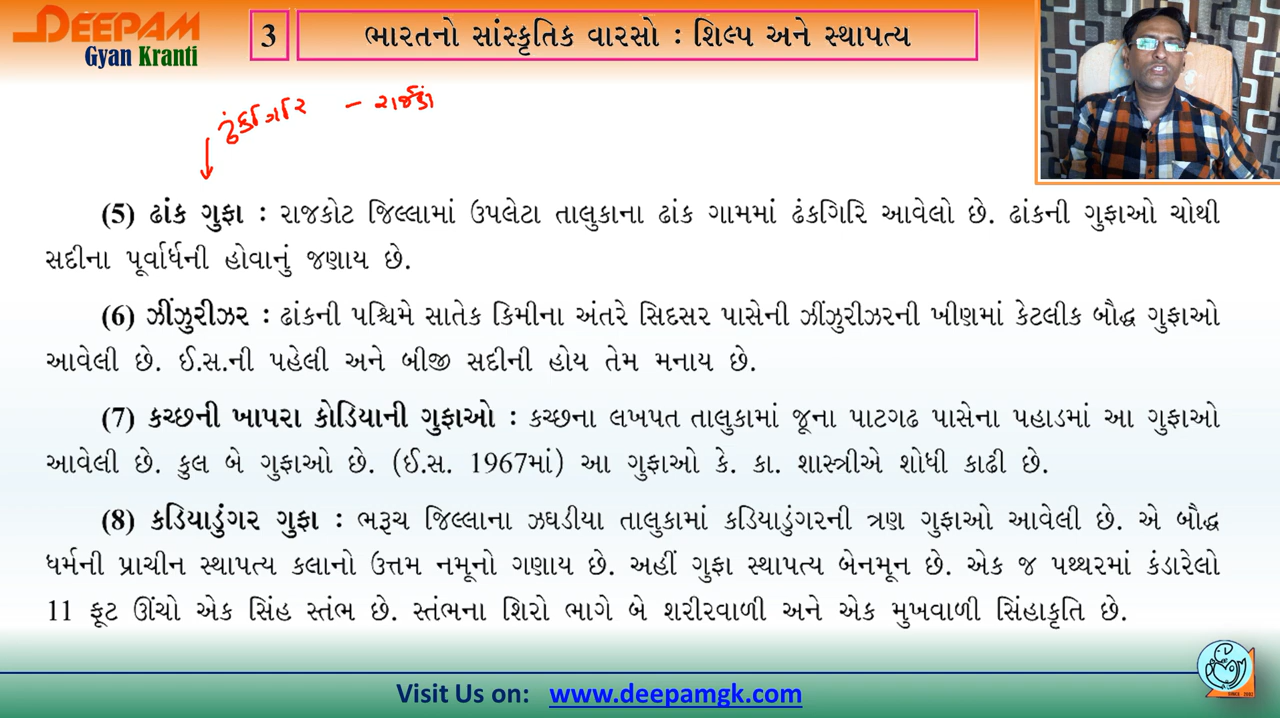 DEEPAM
Gyan Kranti
3
ભારતનો સાંસ્કૃતિક વારસો : શિલ્પ અને સ્થાપત્ય
ઢંકગિરિ – રાજકો
(5) ઢાંક ગુફા : રાજકોટ જિલ્લામાં ઉપલેટા તાલુકાના ઢાંક ગામમાં ઢંકગિરિ આવેલો છે. ઢાંકની ગુફાઓ ચોથી
સદીના પૂર્વાર્ધની હોવાનું જણાય છે.
(6) ઝીંઝુરીઝર : ઢાંકની પશ્ચિમે સાતેક કિમીના અંતરે સિદસર પાસેની ઝીંઝુરીઝરની ખીણમાં કેટલીક બૌદ્ધ ગુફાઓ
આવેલી છે. ઈ.સ.ની પહેલી અને બીજી સદીની હોય તેમ મનાય છે.
(7) કચ્છની ખાપરા કોડિયાની ગુફાઓ : કચ્છના લખપત તાલુકામાં જૂના પાટગઢ પાસેના પહાડમાં આ ગુફાઓ
આવેલી છે. કુલ બે ગુફાઓ છે. (ઈ.સ. 1967માં) આ ગુફાઓ કે. કા. શાસ્ત્રીએ શોધી કાઢી છે.
(8) કડિયાડુંગર ગુફા : ભરૂચ જિલ્લાના ઝઘડીયા તાલુકામાં કડિયાડુંગરની ત્રણ ગુફાઓ આવેલી છે. એ બૌદ્ધ
ધર્મની પ્રાચીન સ્થાપત્ય કલાનો ઉત્તમ નમૂનો ગણાય છે. અહીં ગુફા સ્થાપત્ય બેનમૂન છે. એક જ પથ્થરમાં કંડારેલો
11 ફૂટ ઊંચો એક સિંહ સ્તંભ છે. સ્તંભના શિરો ભાગે બે શરીરવાળી અને એક મુખવાળી સિંહાકૃતિ છે.
Visit Us on: www.deepamgk.com